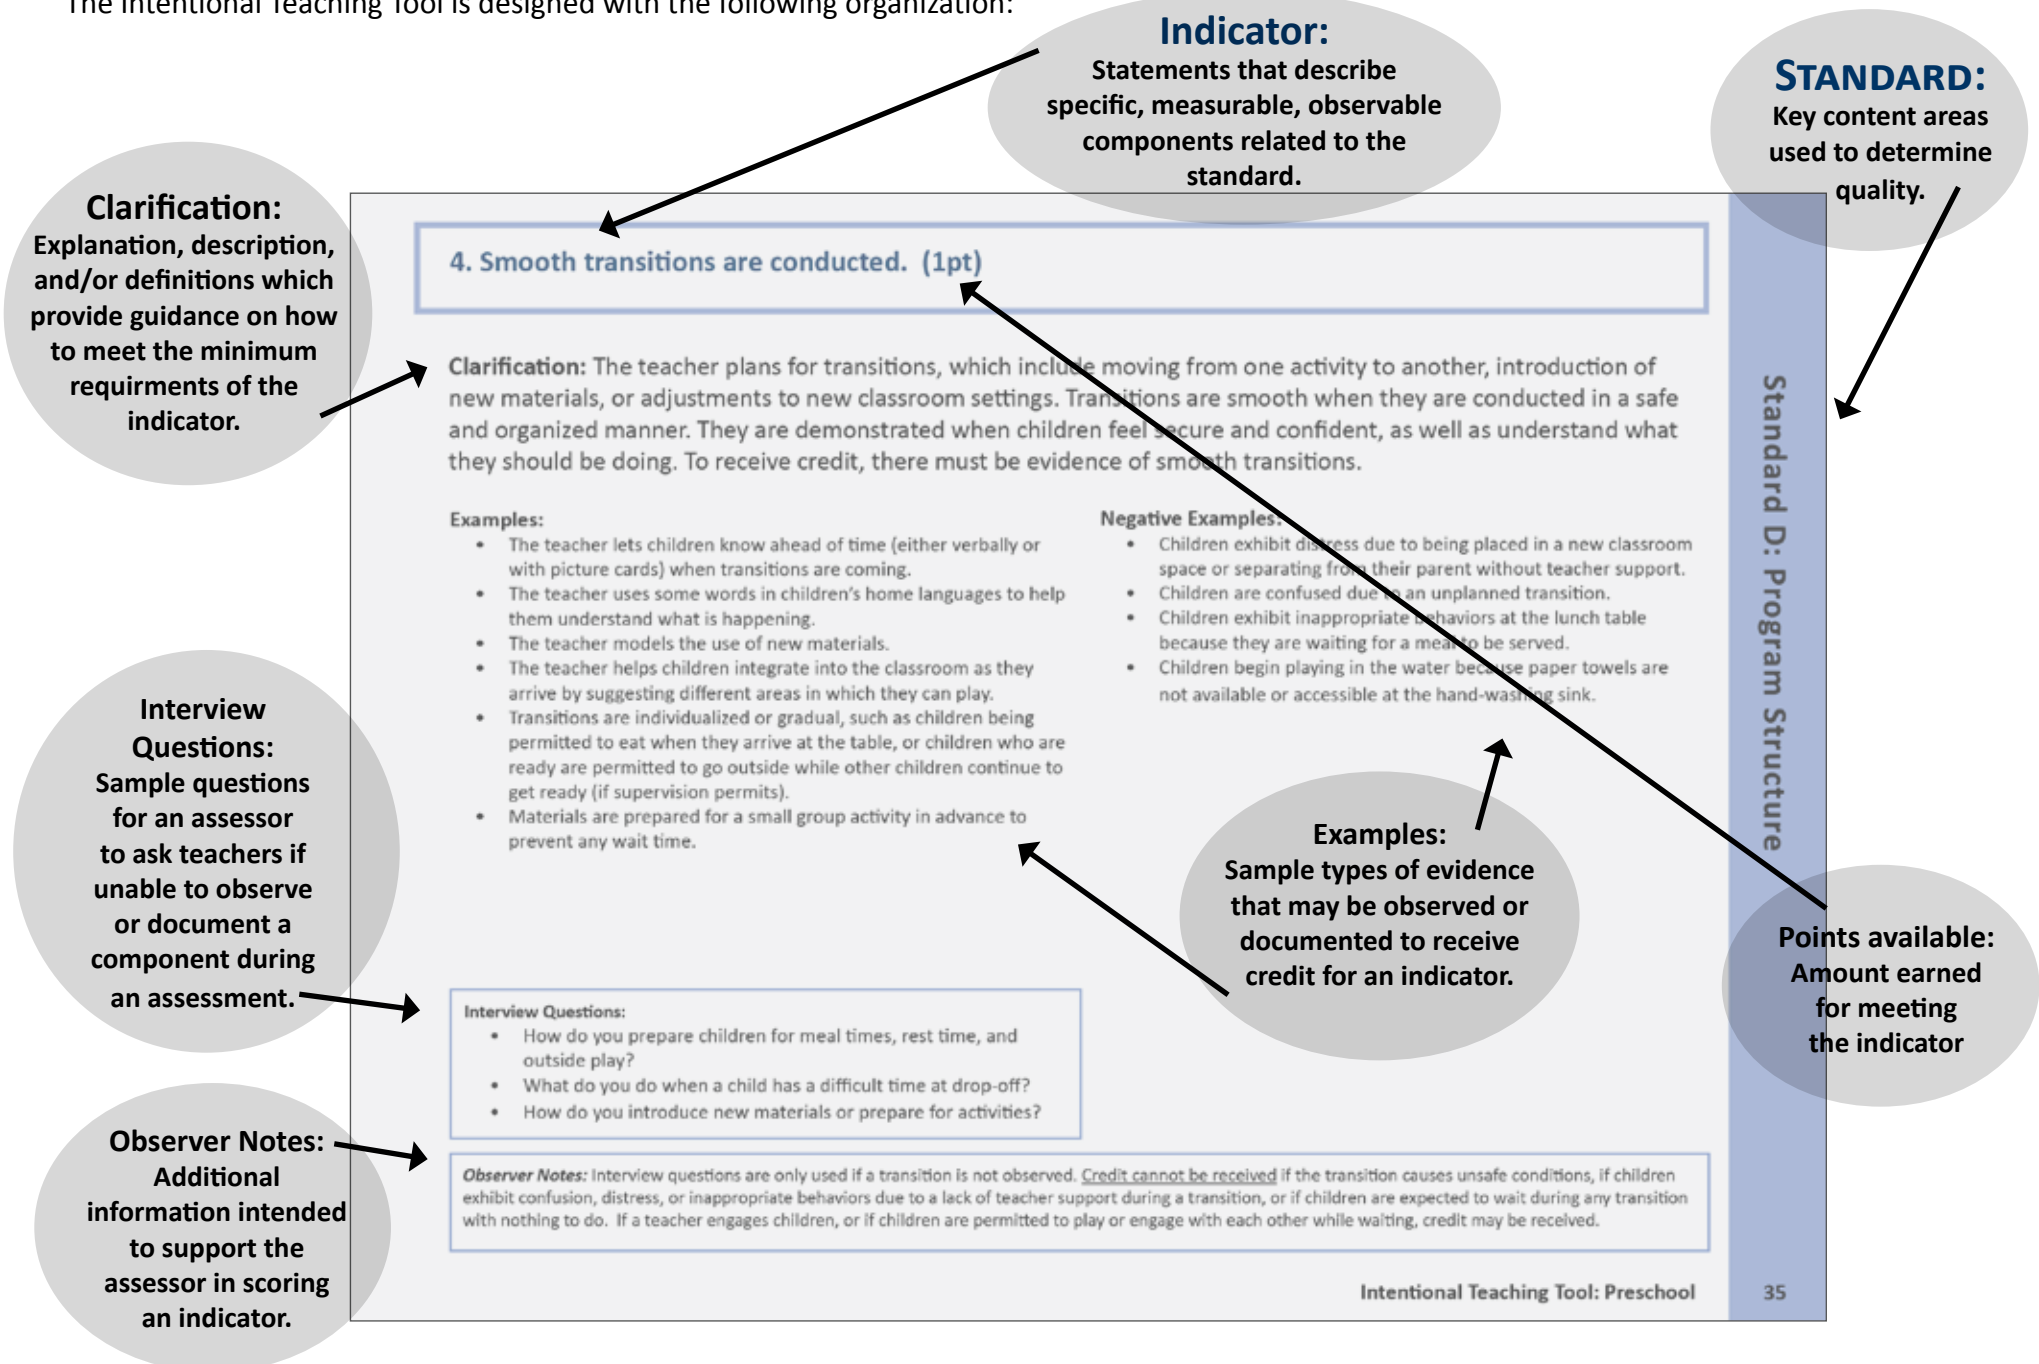 The Intentional Teaching Tool is designed with the following organization:
Indicator:
Statements that describe
specific, measurable, observable
components related to the
standard.
STANDARD:
Key content areas
used to determine
quality.
Clarification:
Explanation, description,
and/or definitions which
provide guidance on how
to meet the minimum
requirments of the
indicator.
4. Smooth transitions are conducted. (1pt)
Clarification: The teacher plans for transitions, which include moving from one activity to another, introduction of
new materials, or adjustments to new classroom settings. Transitions are smooth when they are conducted in a safe
and organized manner. They are demonstrated when children feel secure and confident, as well as understand what
they should be doing. To receive credit, there must be evidence of smooth transitions.
Examples:
• The teacher lets children know ahead of time (either verbally or
with picture cards) when transitions are coming.
• The teacher uses some words in children's home languages to help
them understand what is happening.
• The teacher models the use of new materials.
• The teacher helps children integrate into the classroom as they
arrive by suggesting different areas in which they can play.
• Transitions are individualized or gradual, such as children being
permitted to eat when they arrive at the table, or children who are
ready are permitted to go outside while other children continue to
get ready (if supervision permits).
• Materials are prepared for a small group activity in advance to
prevent any wait time.
Negative Examples:
• Children exhibit distress due to being placed in a new classroom
space or separating from their parent without teacher support.
• Children are confused due to an unplanned transition.
• Children exhibit inappropriate behaviors at the lunch table
because they are waiting for a meal to be served.
• Children begin playing in the water because paper towels are
not available or accessible at the hand-washing sink.
Standard D: Program Structure
Interview
Questions:
Sample questions
for an assessor
to ask teachers if
unable to observe
or document a
component during
an assessment.
Examples:
Sample types of evidence
that may be observed or
documented to receive
credit for an indicator.
Points available:
Amount earned
for meeting
the indicator
Interview Questions:
• How do you prepare children for meal times, rest time, and
outside play?
• What do you do when a child has a difficult time at drop-off?
• How do you introduce new materials or prepare for activities?
Observer Notes:
Additional
information intended
to support the
assessor in scoring
an indicator.
Observer Notes: Interview questions are only used if a transition is not observed. Credit cannot be received if the transition causes unsafe conditions, if children
exhibit confusion, distress, or inappropriate behaviors due to a lack of teacher support during a transition, or if children are expected to wait during any transition
with nothing to do. If a teacher engages children, or if children are permitted to play or engage with each other while waiting, credit may be received.
Intentional Teaching Tool: Preschool
35